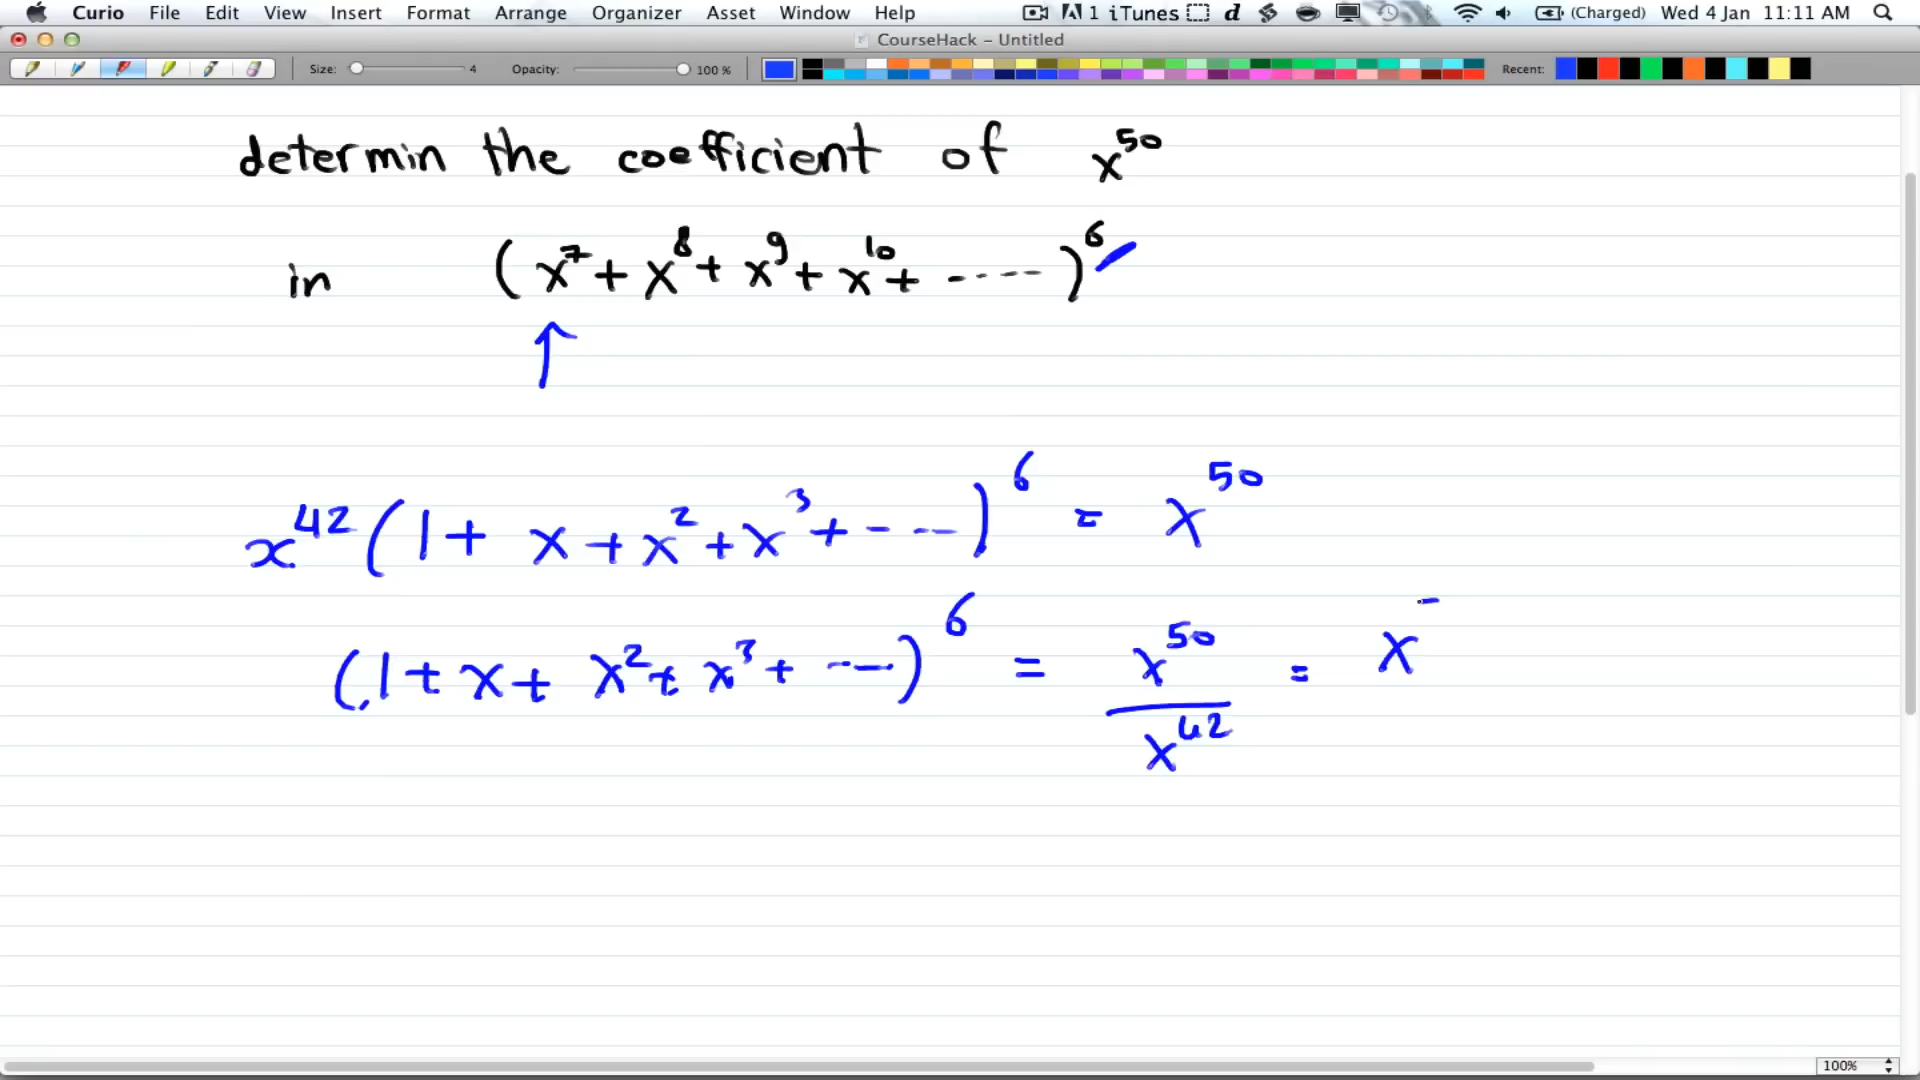 Curio File Edit View Insert Format Arrange Organizer Asset Window Help 1 iTunes d (Charged) Wed 4 Jan 11:11 AM
CourseHack – Untitled
Size: 4 Opacity: 100 % Recent:
determin the coefficient of x^50
in (x^7 + x^8 + x^9 + x^10 + -----)^6
x^42 (1 + x + x^2 + x^3 + -- --)^6 = x^50
(1 + x + x^2 + x^3 + -- --)^6 = x^50 / x^42 = x^-
100%